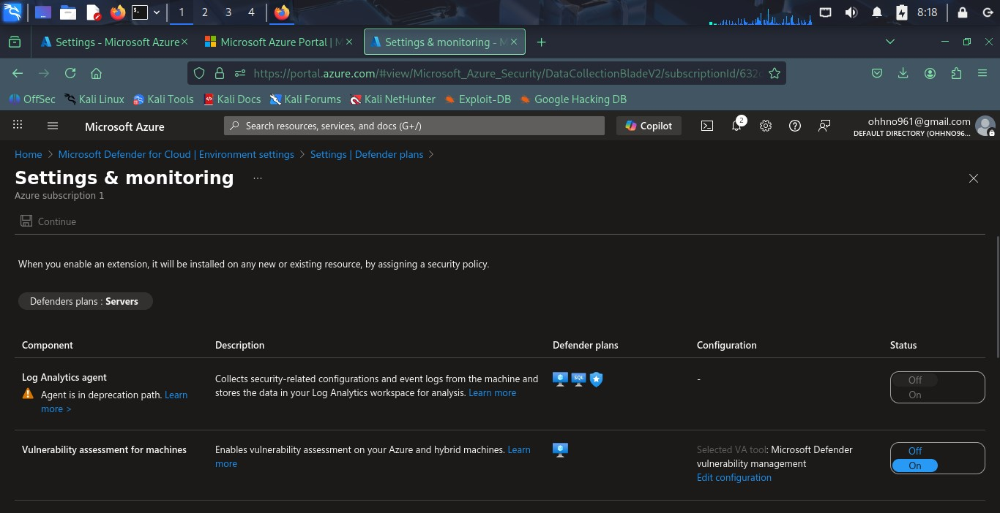 1 2 3 4 8:18
Settings - Microsoft Azure
Microsoft Azure Portal | M
Settings & monitoring - M
https://portal.azure.com/#view/Microsoft_Azure_Security/DataCollectionBladeV2/subscriptionId/632
OffSec Kali Linux Kali Tools Kali Docs Kali Forums Kali NetHunter Exploit-DB Google Hacking DB
Microsoft Azure
Search resources, services, and docs (G+/)
Copilot
2
ohhno961@gmail.com
DEFAULT DIRECTORY (OHHNO96...
Home > Microsoft Defender for Cloud | Environment settings > Settings | Defender plans >
Settings & monitoring ...
Azure subscription 1
Continue
When you enable an extension, it will be installed on any new or existing resource, by assigning a security policy.
Defenders plans : Servers
Component Description Defender plans Configuration Status
Log Analytics agent
Agent is in deprecation path. Learn
more >
Collects security-related configurations and event logs from the machine and
stores the data in your Log Analytics workspace for analysis. Learn more
SQL
-
Off
On
Vulnerability assessment for machines
Enables vulnerability assessment on your Azure and hybrid machines. Learn
more
Selected VA tool: Microsoft Defender
vulnerability management
Edit configuration
Off
On